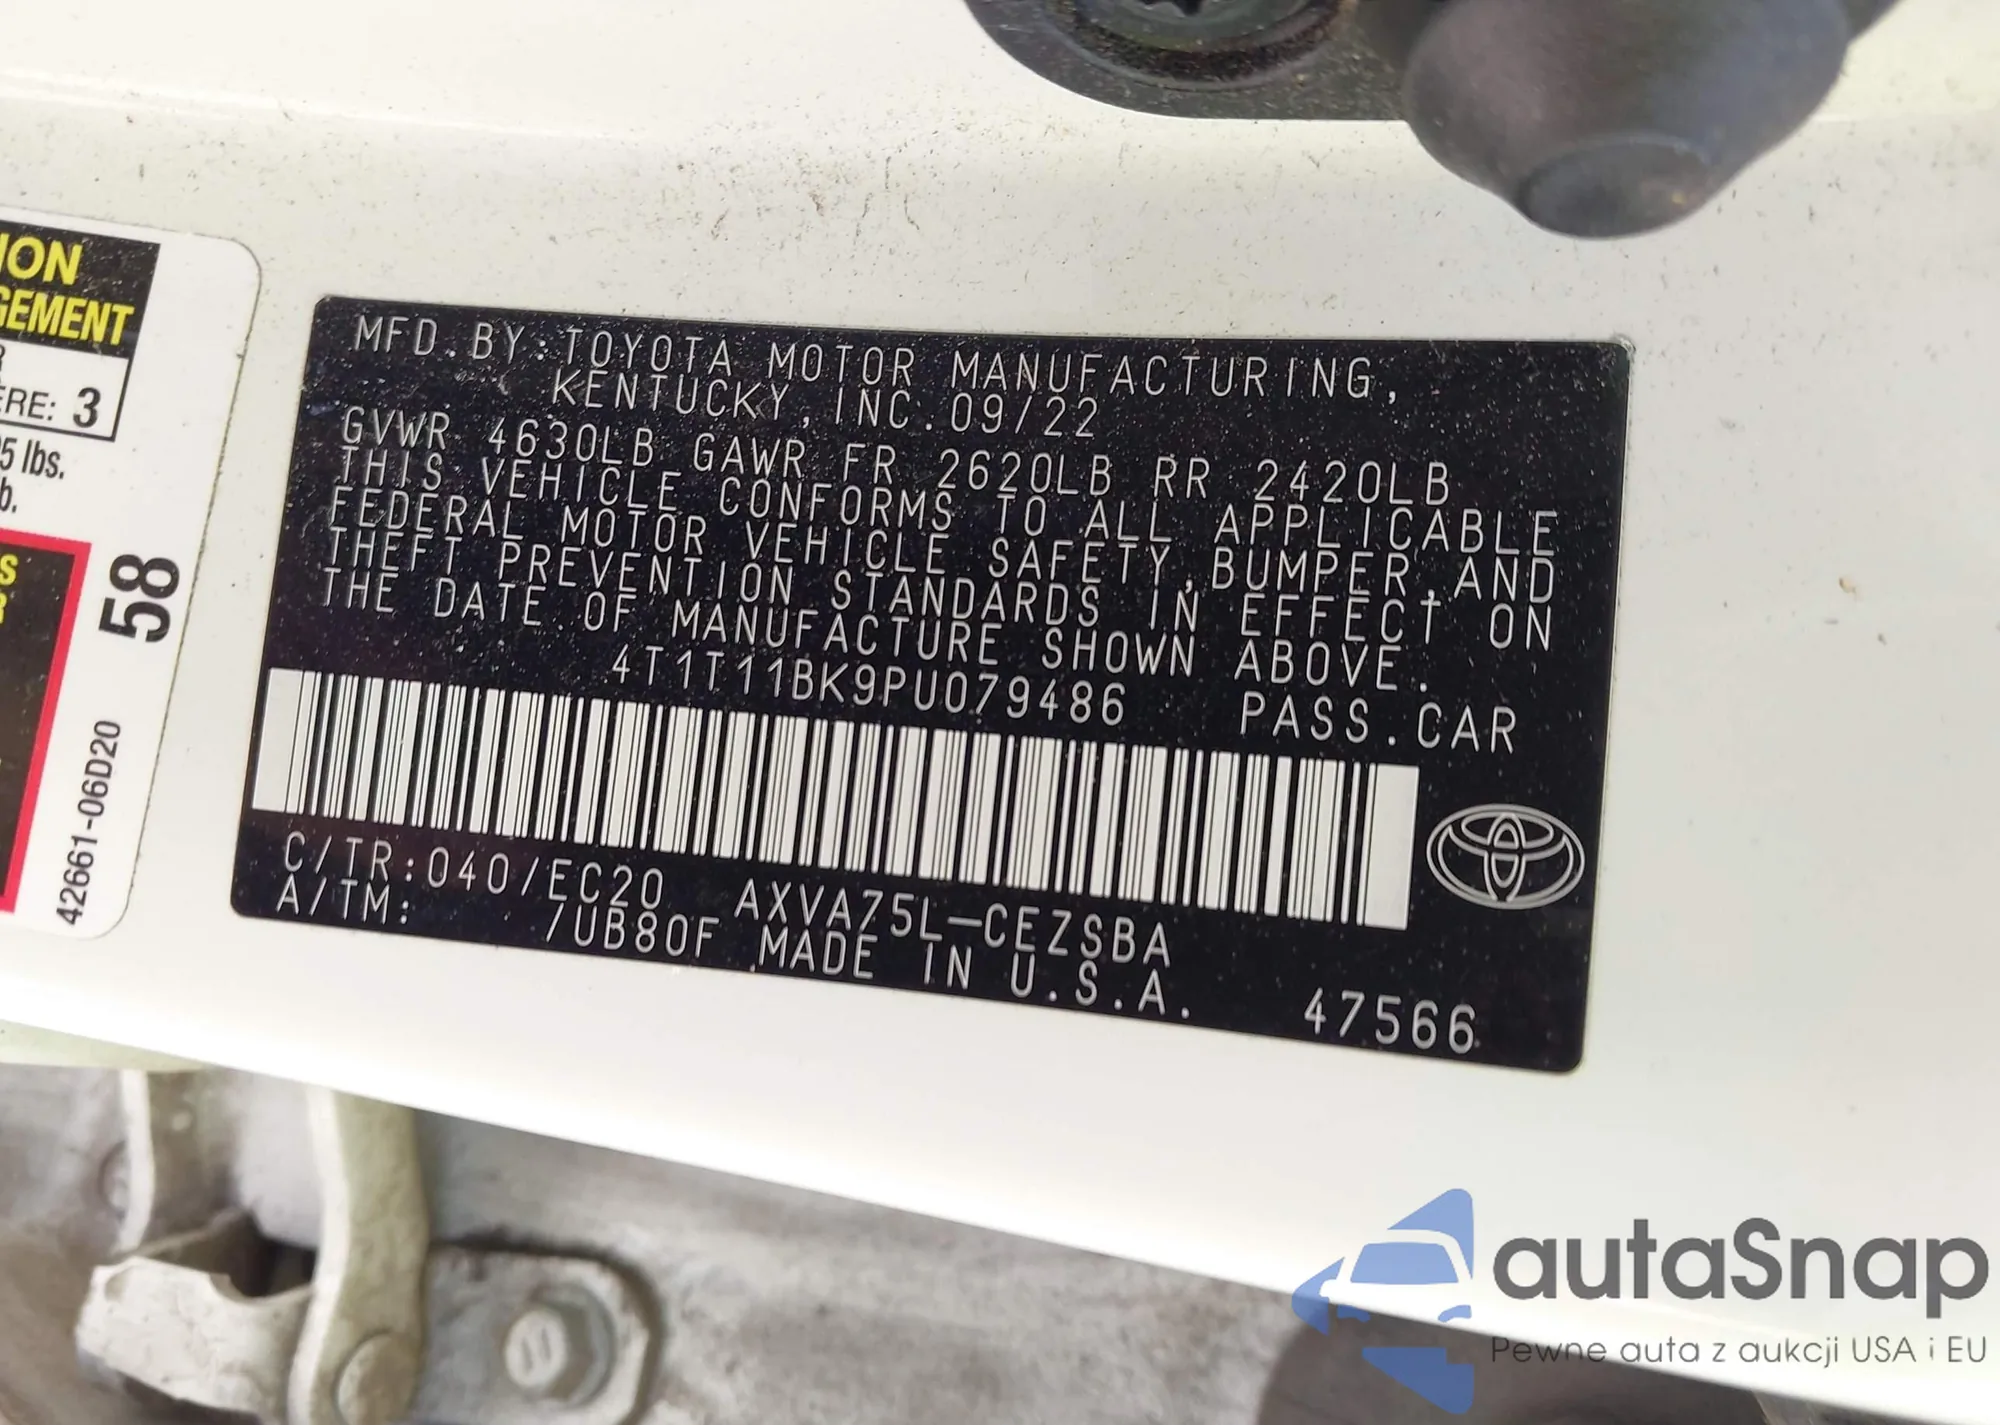 ION
GEMENT
ERE: 3
5 lbs.
b.
S
58
42661-06D20
MFD.BY:TOYOTA MOTOR MANUFACTURING,
KENTUCKY,INC.09/22
GVWR 4630LB GAWR FR 2620LB RR 2420LB
THIS VEHICLE CONFORMS TO ALL APPLICABLE
FEDERAL MOTOR VEHICLE SAFETY,BUMPER,AND
THEFT PREVENTION STANDARDS IN EFFECT ON
THE DATE OF MANUFACTURE SHOWN ABOVE.
4T1T11BK9PU079486 PASS.CAR
C/TR:040/EC20 AXVA75L-CEZSBA
A/TM: /UB80F MADE IN U.S.A. 47566
autaSnap
Pewne auta z aukcji USA i EU